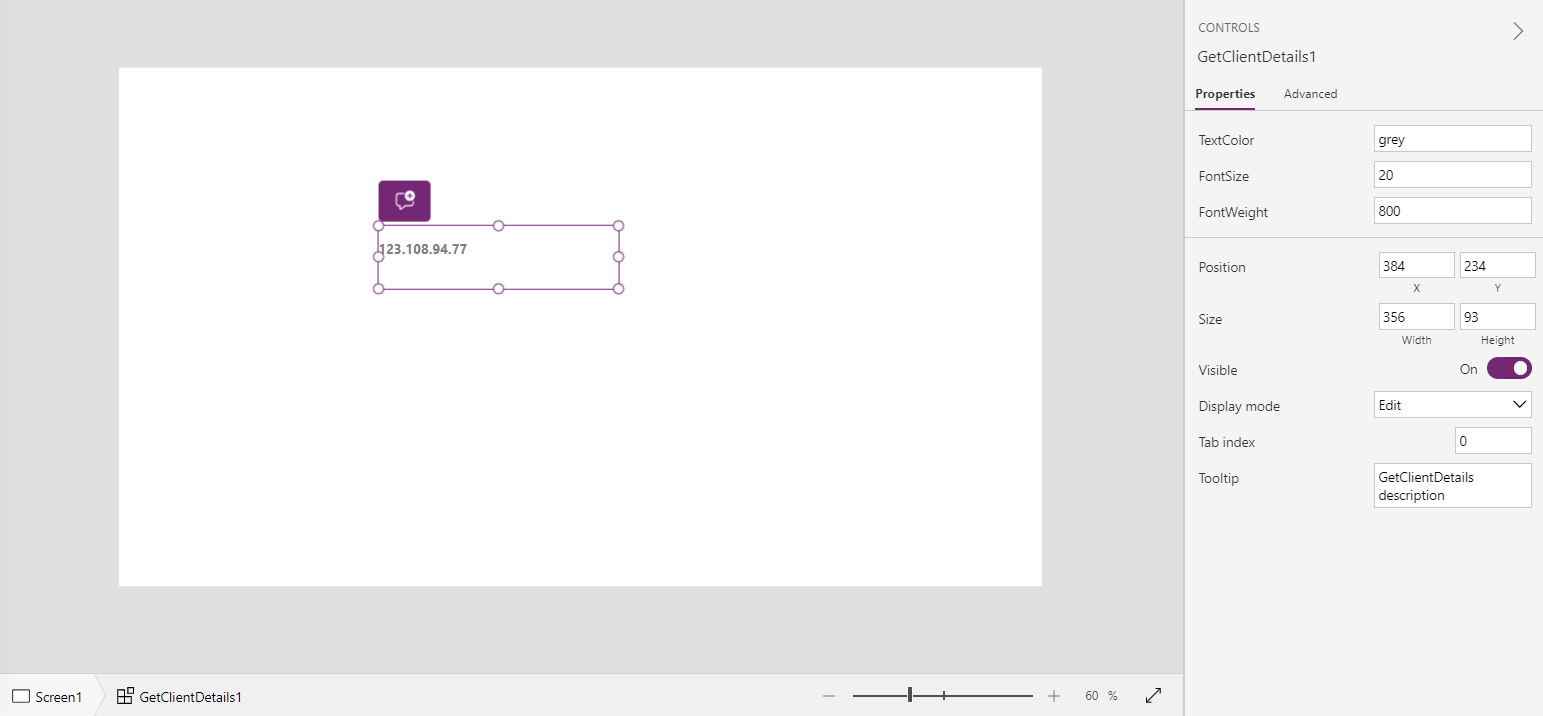 CONTROLS
GetClientDetails1
Properties Advanced
TextColor grey
FontSize 20
FontWeight 800
123.108.94.77
Position 384 234
X Y
Size 356 93
Width Height
Visible On
Display mode Edit
Tab index 0
Tooltip GetClientDetails
description
Screen1 GetClientDetails1 60 %